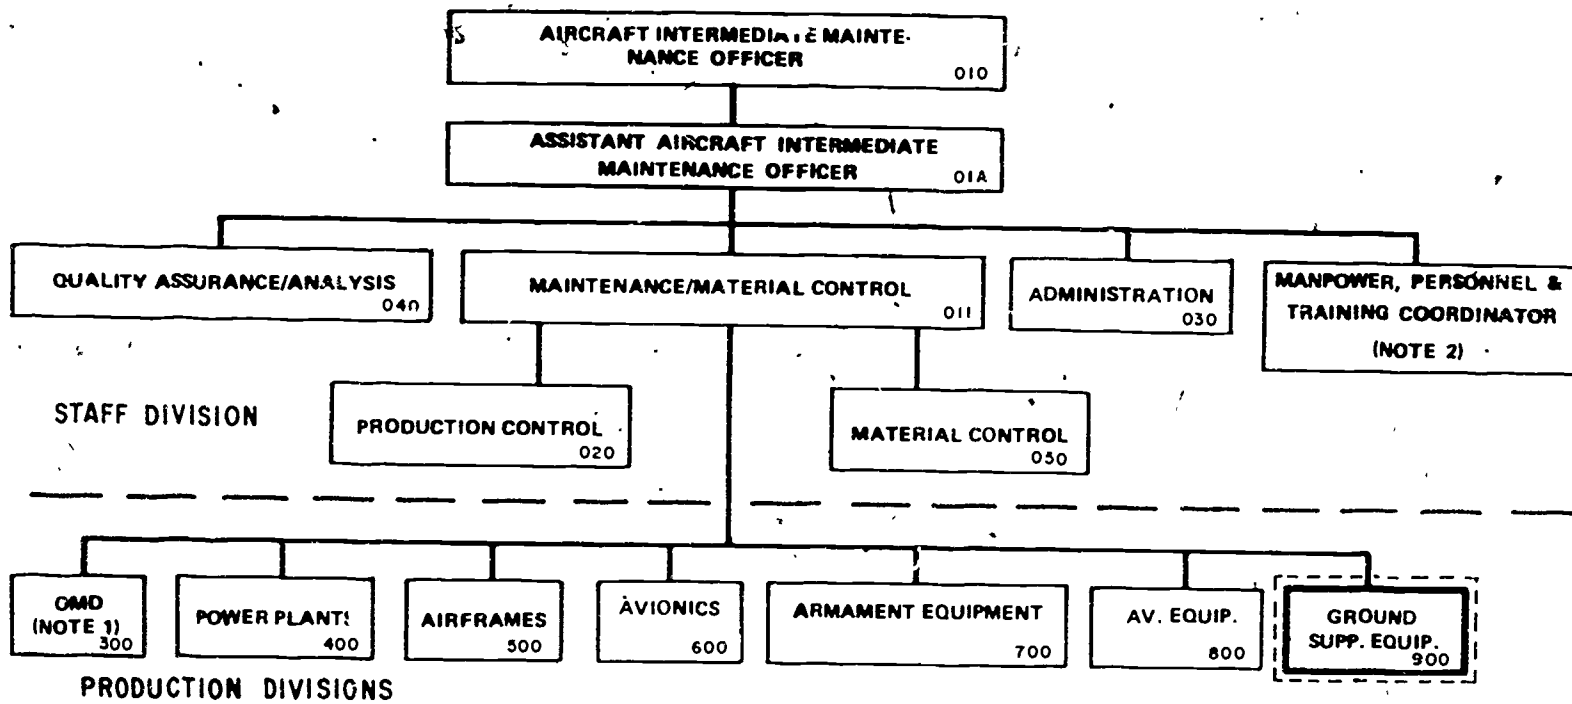 AIRCRAFT INTERMEDIATE MAINTE-
NANCE OFFICER
010
ASSISTANT AIRCRAFT INTERMEDIATE
MAINTENANCE OFFICER
01A
QUALITY ASSURANCE/ANALYSIS
040
MAINTENANCE/MATERIAL CONTROL
011
ADMINISTRATION
030
MANPOWER, PERSONNEL &
TRAINING COORDINATOR
(NOTE 2)
STAFF DIVISION
PRODUCTION CONTROL
020
MATERIAL CONTROL
050
OMD
(NOTE 1)
300
POWER PLANTS
400
AIRFRAMES
500
AVIONICS
600
ARMAMENT EQUIPMENT
700
AV. EQUIP.
800
GROUND
SUPP. EQUIP.
900
PRODUCTION DIVISIONS